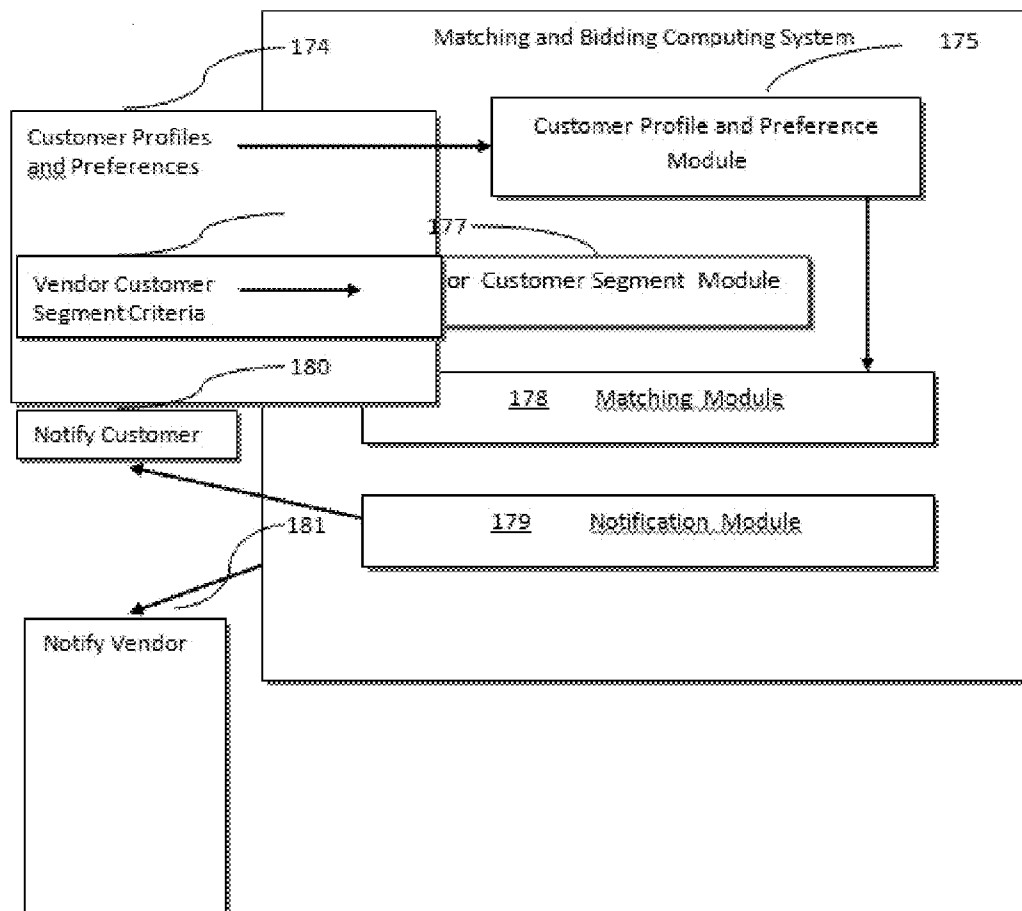 174
Matching and Bidding Computing System
175
Customer Profiles
and Preferences
Customer Profile and Preference
Module
177
Vendor Customer
Segment Criteria
or Customer Segment Module
180
178 Matching Module
Notify Customer
179 Notification Module
181
Notify Vendor